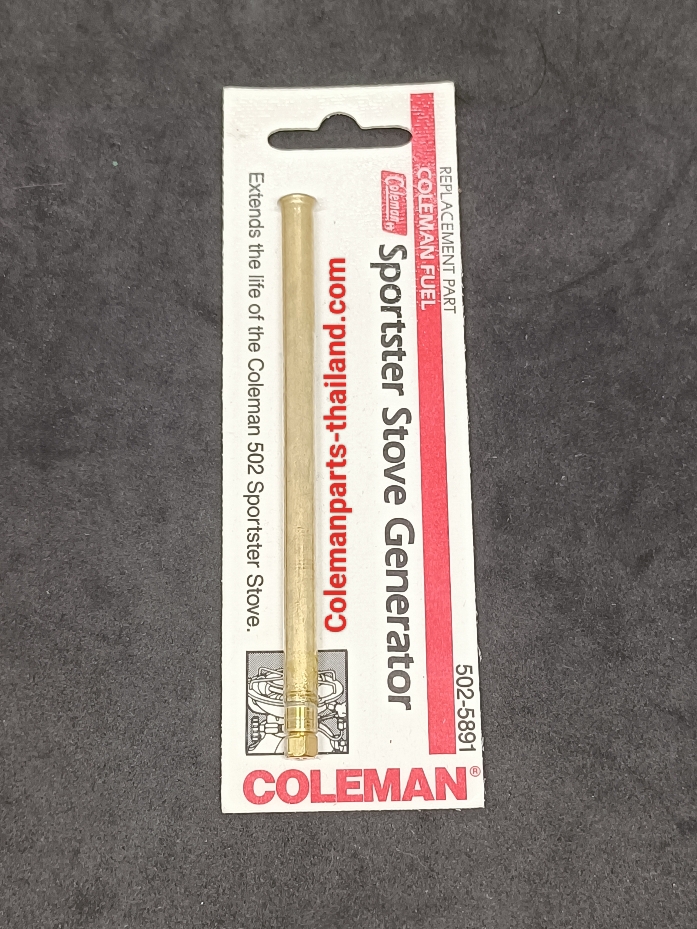 REPLACEMENT PART
COLEMAN FUEL
502-5891
Coleman
Sportster Stove Generator
Colemanparts-thailand.com
Extends the life of the Coleman 502 Sportster Stove.
COLEMAN®